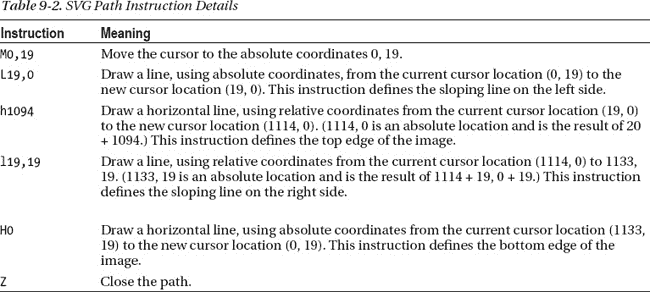 Table 9-2. SVG Path Instruction Details
Instruction Meaning
M0,19 Move the cursor to the absolute coordinates 0, 19.
L19,0 Draw a line, using absolute coordinates, from the current cursor location (0, 19) to the
new cursor location (19, 0). This instruction defines the sloping line on the left side.
h1094 Draw a horizontal line, using relative coordinates from the current cursor location (19, 0)
to the new cursor location (1114, 0). (1114, 0 is an absolute location and is the result of 20
+ 1094.) This instruction defines the top edge of the image.
l19,19 Draw a line, using relative coordinates from the current cursor location (1114, 0) to 1133,
19. (1133, 19 is an absolute location and is the result of 1114 + 19, 0 + 19.) This instruction
defines the sloping line on the right side.
H0 Draw a horizontal line, using absolute coordinates from the current cursor location (1133,
19) to the new cursor location (0, 19). This instruction defines the bottom edge of the
image.
Z Close the path.